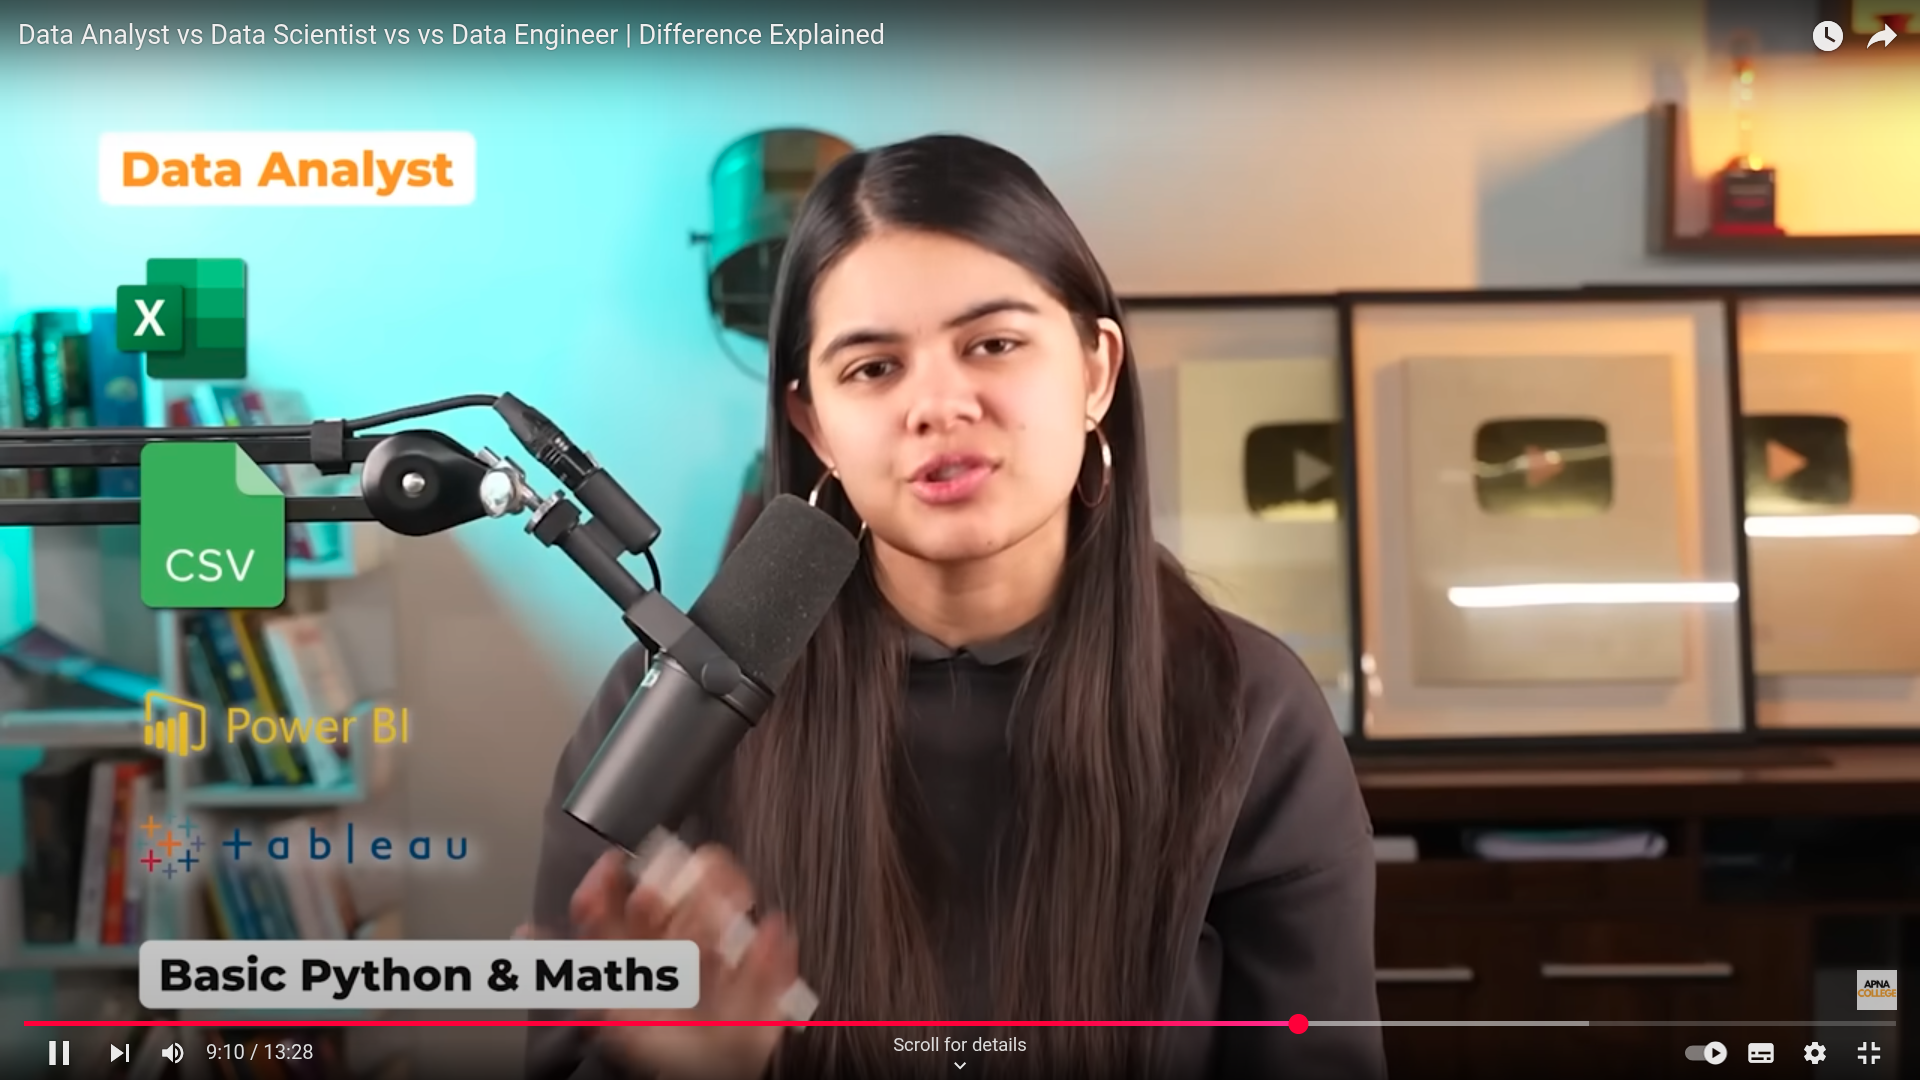 Data Analyst vs Data Scientist vs vs Data Engineer | Difference Explained
Data Analyst
X
CSV
Power BI
+ableau
Basic Python & Maths
APNA
COLLEGE
9:10 / 13:28
Scroll for details